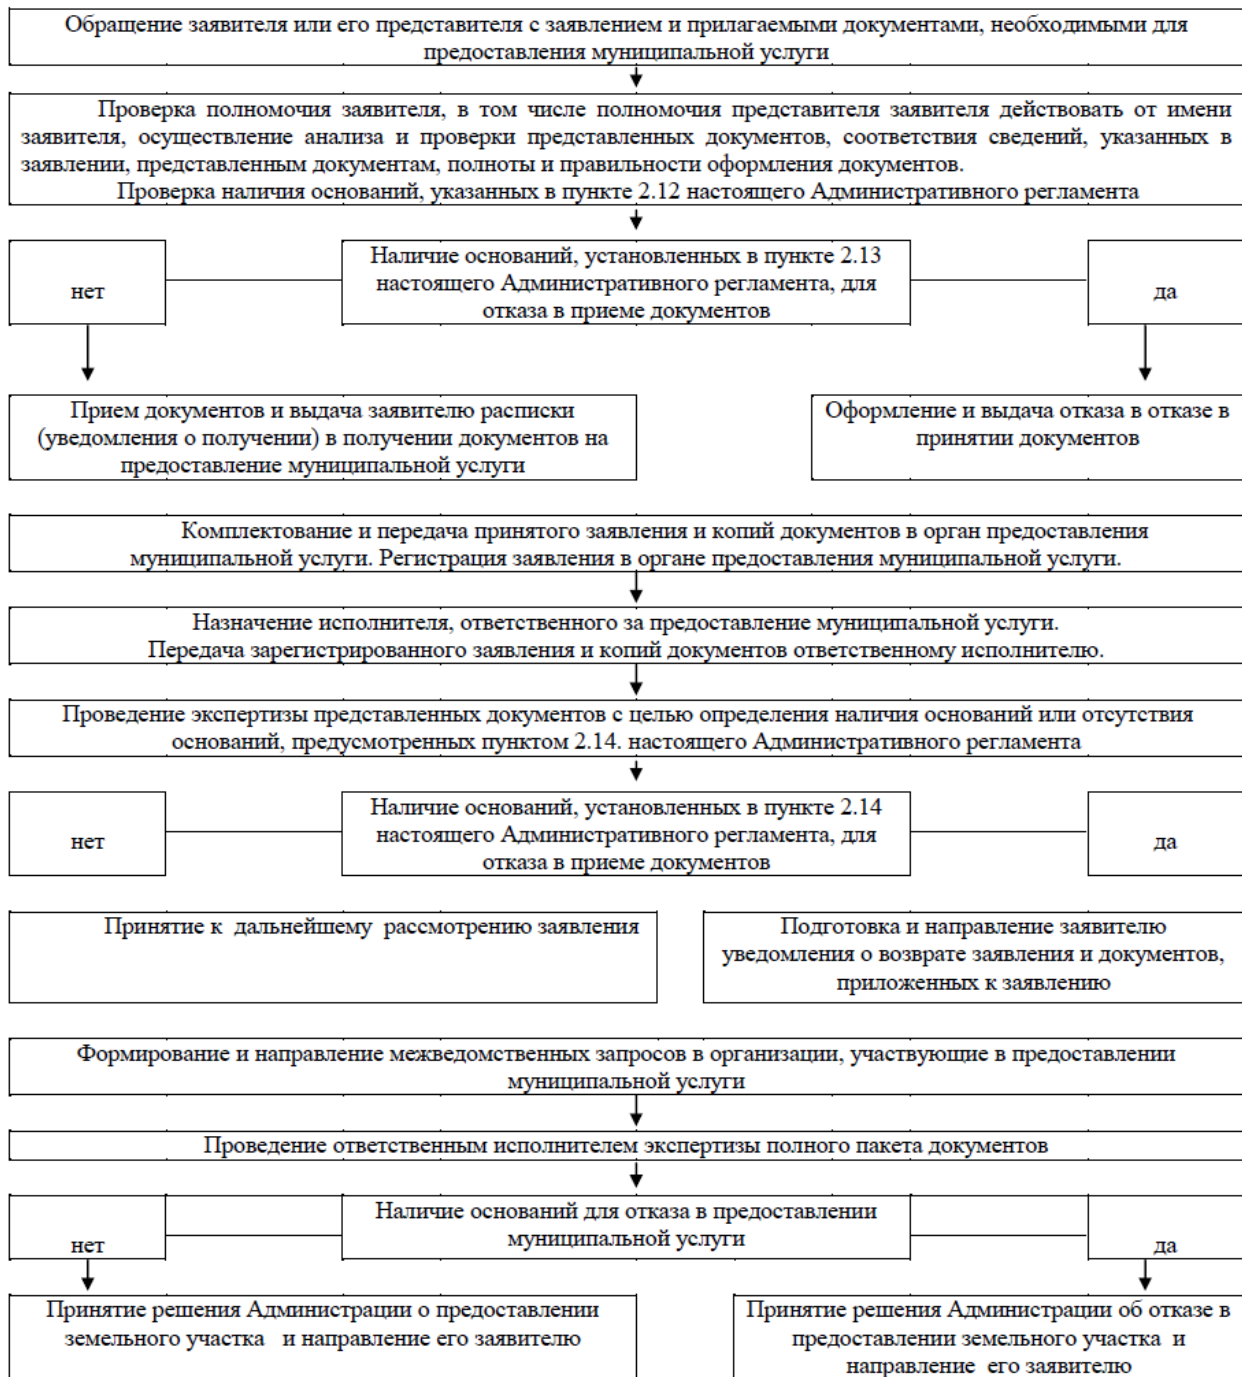 Обращение заявителя или его представителя с заявлением и прилагаемыми документами, необходимыми для
предоставления муниципальной услуги
Проверка полномочия заявителя, в том числе полномочия представителя заявителя действовать от имени
заявителя, осуществление анализа и проверки представленных документов, соответствия сведений, указанных в
заявлении, представленным документам, полноты и правильности оформления документов.
Проверка наличия оснований, указанных в пункте 2.12 настоящего Административного регламента
нет
Наличие оснований, установленных в пункте 2.13
настоящего Административного регламента, для
отказа в приеме документов
да
Прием документов и выдача заявителю расписки
(уведомления о получении) в получении документов на
предоставление муниципальной услуги
Оформление и выдача отказа в отказе в
принятии документов
Комплектование и передача принятого заявления и копий документов в орган предоставления
муниципальной услуги. Регистрация заявления в органе предоставления муниципальной услуги.
Назначение исполнителя, ответственного за предоставление муниципальной услуги.
Передача зарегистрированного заявления и копий документов ответственному исполнителю.
Проведение экспертизы представленных документов с целью определения наличия оснований или отсутствия
оснований, предусмотренных пунктом 2.14. настоящего Административного регламента
нет
Наличие оснований, установленных в пункте 2.14
настоящего Административного регламента, для
отказа в приеме документов
да
Принятие к дальнейшему рассмотрению заявления
Подготовка и направление заявителю
уведомления о возврате заявления и документов,
приложенных к заявлению
Формирование и направление межведомственных запросов в организации, участвующие в предоставлении
муниципальной услуги
Проведение ответственным исполнителем экспертизы полного пакета документов
нет
Наличие оснований для отказа в предоставлении
муниципальной услуги
да
Принятие решения Администрации о предоставлении
земельного участка и направление его заявителю
Принятие решения Администрации об отказе в
предоставлении земельного участка и
направление его заявителю